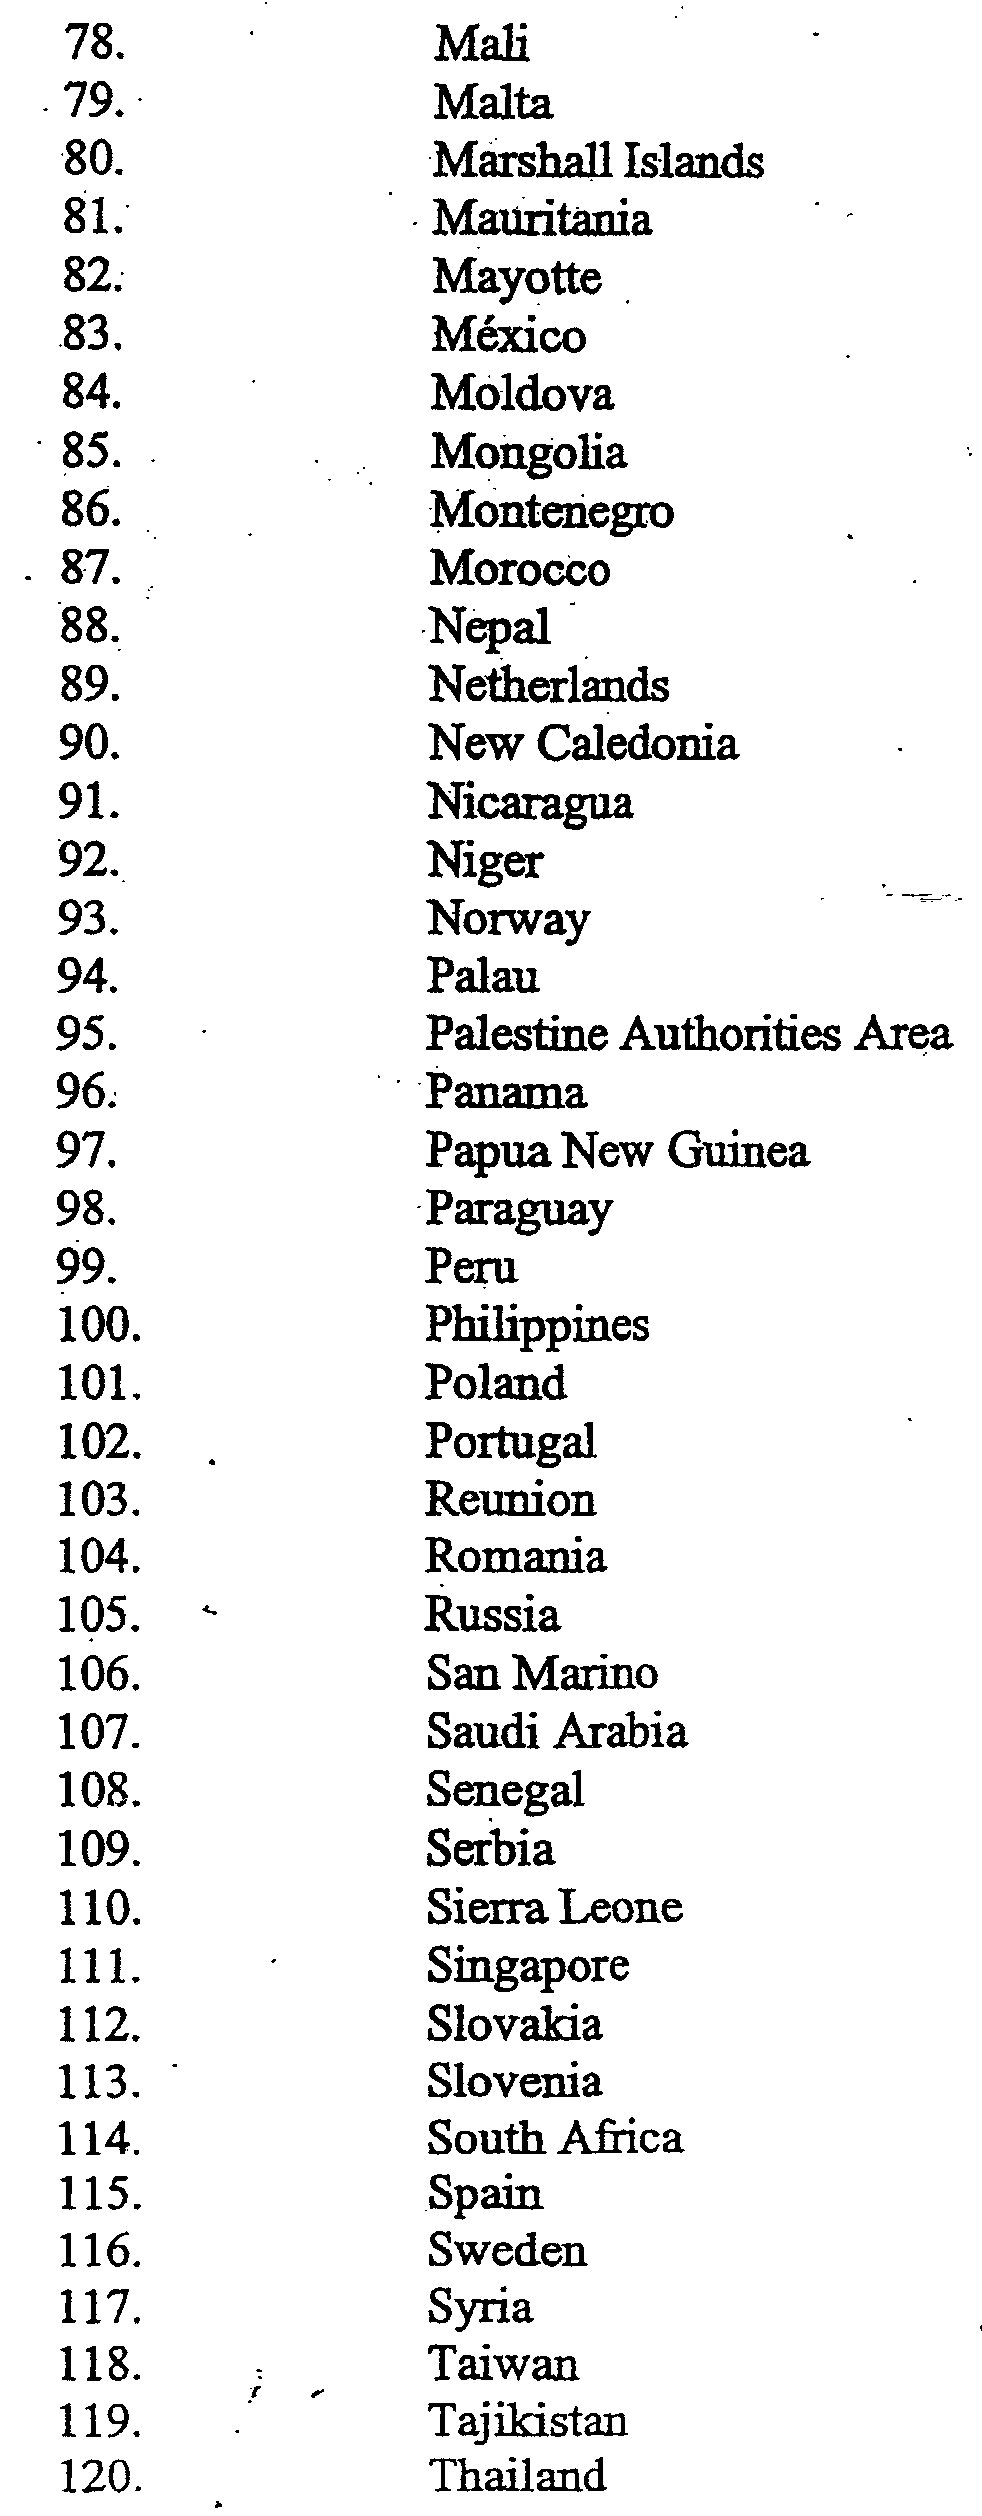 78. Mali
79. Malta
80. Marshall Islands
81. Mauritania
82. Mayotte
83. México
84. Moldova
85. Mongolia
86. Montenegro
87. Morocco
88. Nepal
89. Netherlands
90. New Caledonia
91. Nicaragua
92. Niger
93. Norway
94. Palau
95. Palestine Authorities Area
96. Panama
97. Papua New Guinea
98. Paraguay
99. Peru
100. Philippines
101. Poland
102. Portugal
103. Reunion
104. Romania
105. Russia
106. San Marino
107. Saudi Arabia
108. Senegal
109. Serbia
110. Sierra Leone
111. Singapore
112. Slovakia
113. Slovenia
114. South Africa
115. Spain
116. Sweden
117. Syria
118. Taiwan
119. Tajikistan
120. Thailand